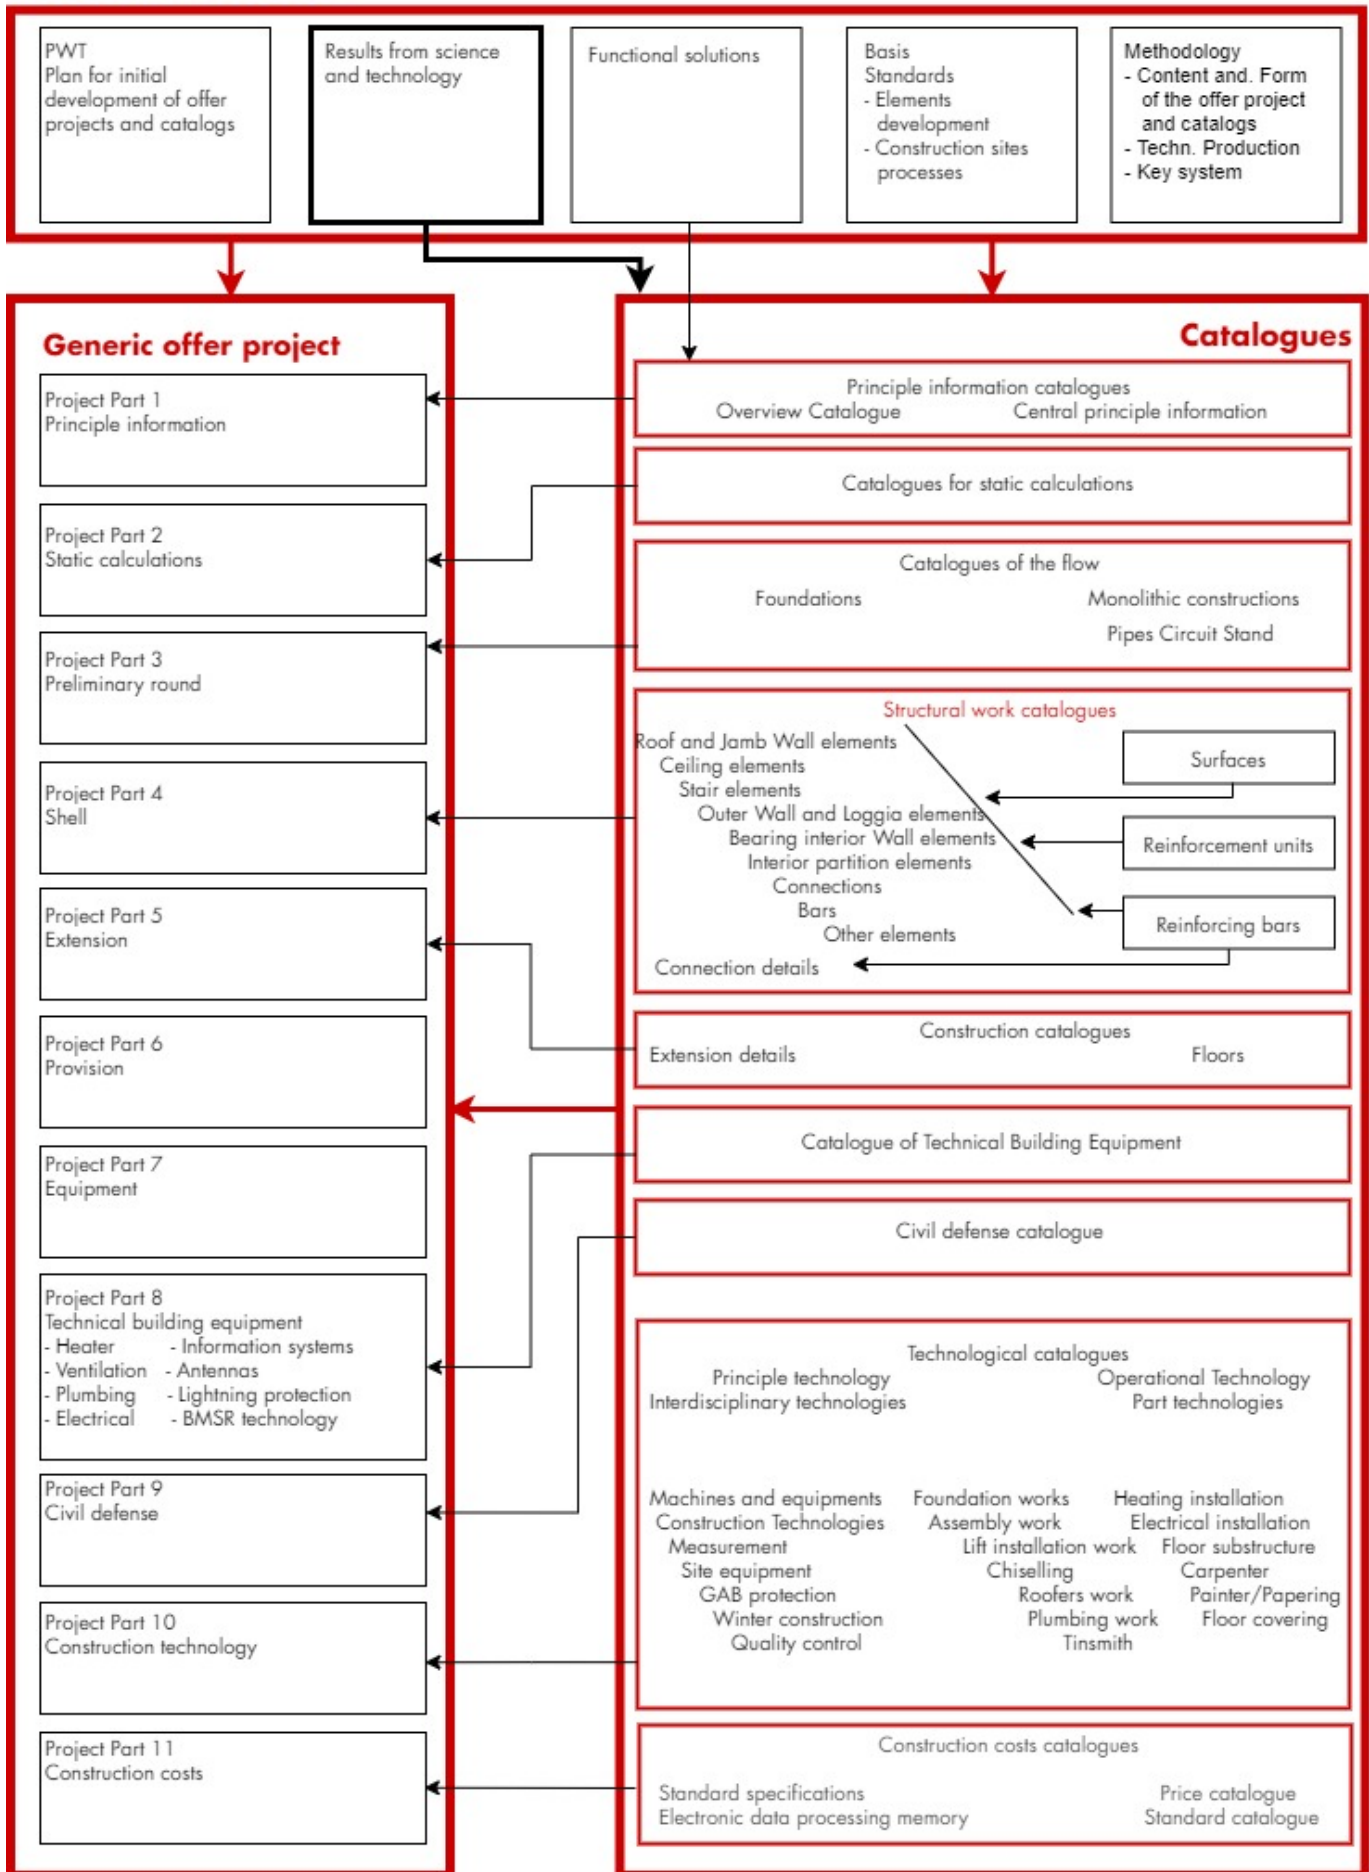 PWT
Plan for initial
development of offer
projects and catalogs
Results from science
and technology
Functional solutions
Basis
Standards
- Elements
development
- Construction sites
processes
Methodology
- Content and. Form
of the offer project
and catalogs
- Techn. Production
- Key system
Generic offer project
Project Part 1
Principle information
Project Part 2
Static calculations
Project Part 3
Preliminary round
Project Part 4
Shell
Project Part 5
Extension
Project Part 6
Provision
Project Part 7
Equipment
Project Part 8
Technical building equipment
- Heater - Information systems
- Ventilation - Antennas
- Plumbing - Lightning protection
- Electrical - BMSR technology
Project Part 9
Civil defense
Project Part 10
Construction technology
Project Part 11
Construction costs
Catalogues
Principle information catalogues
Overview Catalogue Central principle information
Catalogues for static calculations
Catalogues of the flow
Foundations Monolithic constructions
Pipes Circuit Stand
Structural work catalogues
Roof and Jamb Wall elements
Ceiling elements
Stair elements
Outer Wall and Loggia elements
Bearing interior Wall elements
Interior partition elements
Connections
Bars
Other elements
Connection details
Surfaces
Reinforcement units
Reinforcing bars
Construction catalogues
Extension details Floors
Catalogue of Technical Building Equipment
Civil defense catalogue
Technological catalogues
Principle technology Operational Technology
Interdisciplinary technologies Part technologies
Machines and equipments Foundation works Heating installation
Construction Technologies Assembly work Electrical installation
Measurement Lift installation work Floor substructure
Site equipment Chiselling Carpenter
GAB protection Roofers work Painter/Papering
Winter construction Plumbing work Floor covering
Quality control Tinsmith
Construction costs catalogues
Standard specifications Price catalogue
Electronic data processing memory Standard catalogue